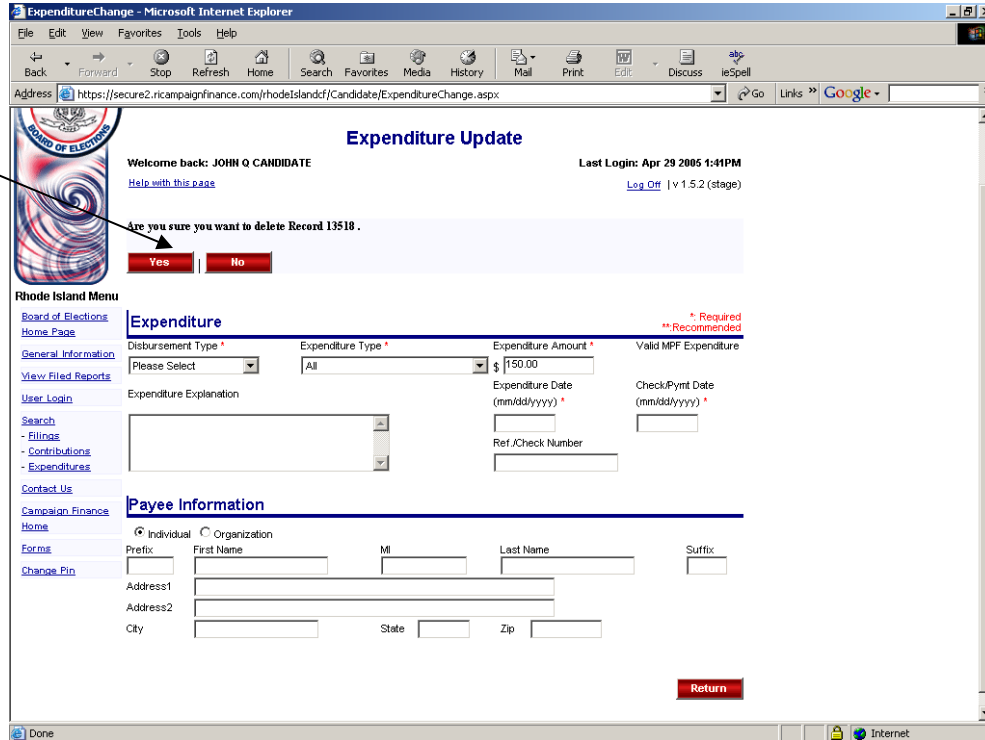 ExpenditureChange - Microsoft Internet Explorer
File Edit View Favorites Tools Help
Back Forward Stop Refresh Home Search Favorites Media History Mail Print Edit Discuss ieSpell
Address https://secure2.ricampaignfinance.com/rhodeIslandcf/Candidate/ExpenditureChange.aspx Go Links » Google
BOARD OF ELECTIONS
Expenditure Update
Welcome back: JOHN Q CANDIDATE Last Login: Apr 29 2005 1:41PM
Help with this page Log Off | v 1.5.2 (stage)
Are you sure you want to delete Record 13518 .
Yes | No
Rhode Island Menu
Board of Elections Home Page
General Information
View Filed Reports
User Login
Search
- Filings
- Contributions
- Expenditures
Contact Us
Campaign Finance Home
Forms
Change Pin
Expenditure *: Required
**:Recommended
Disbursement Type * Expenditure Type * Expenditure Amount * Valid MPF Expenditure
Please Select All $ 150.00
Expenditure Explanation Expenditure Date (mm/dd/yyyy) * Check/Pymt Date (mm/dd/yyyy) *
Ref./Check Number
Payee Information
Individual Organization
Prefix First Name MI Last Name Suffix
Address1
Address2
City State Zip
Return
Done Internet